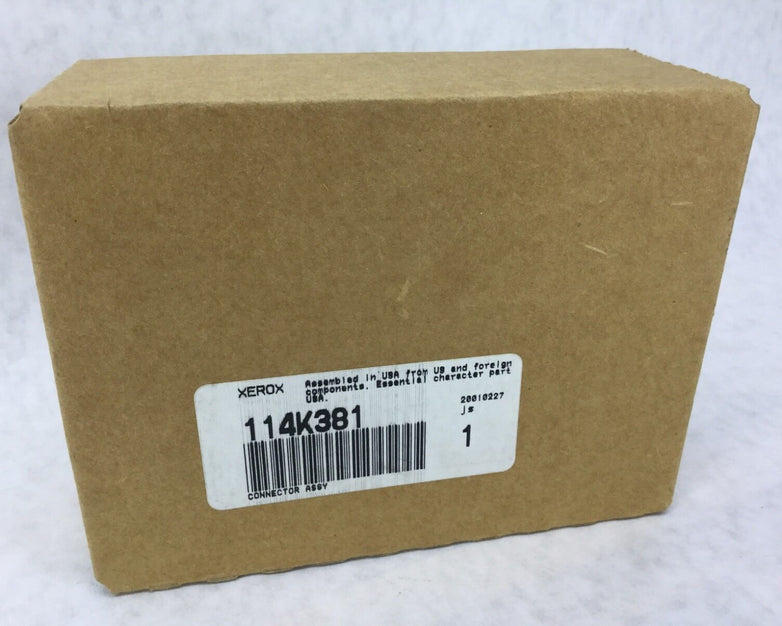 XEROX
Assembled in USA from US and foreign
components. Essential character part
USA.
114K381
20010227
js
1
CONNECTOR ASSY